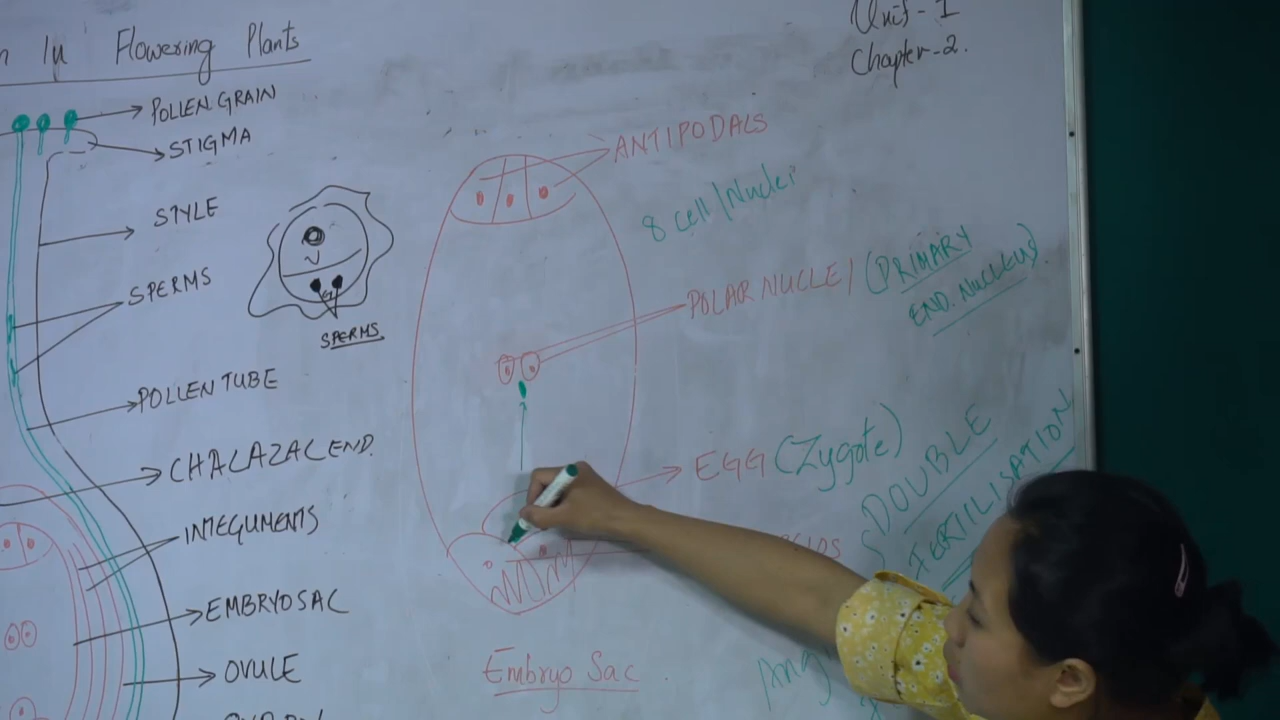 In Flowering Plants
Unit-1
Chapter-2.
POLLEN GRAIN
STIGMA
STYLE
SPERMS
POLLEN TUBE
CHALAZAL END.
INTEGUMENTS
EMBRYOSAC
OVULE
SPERMS
ANTIPODALS
8 cell/Nuclei
POLAR NUCLEI (PRIMARY
END. NUCLEUS).
EGG (Zygote)
DOUBLE
FERTILISATION
Embryo Sac.